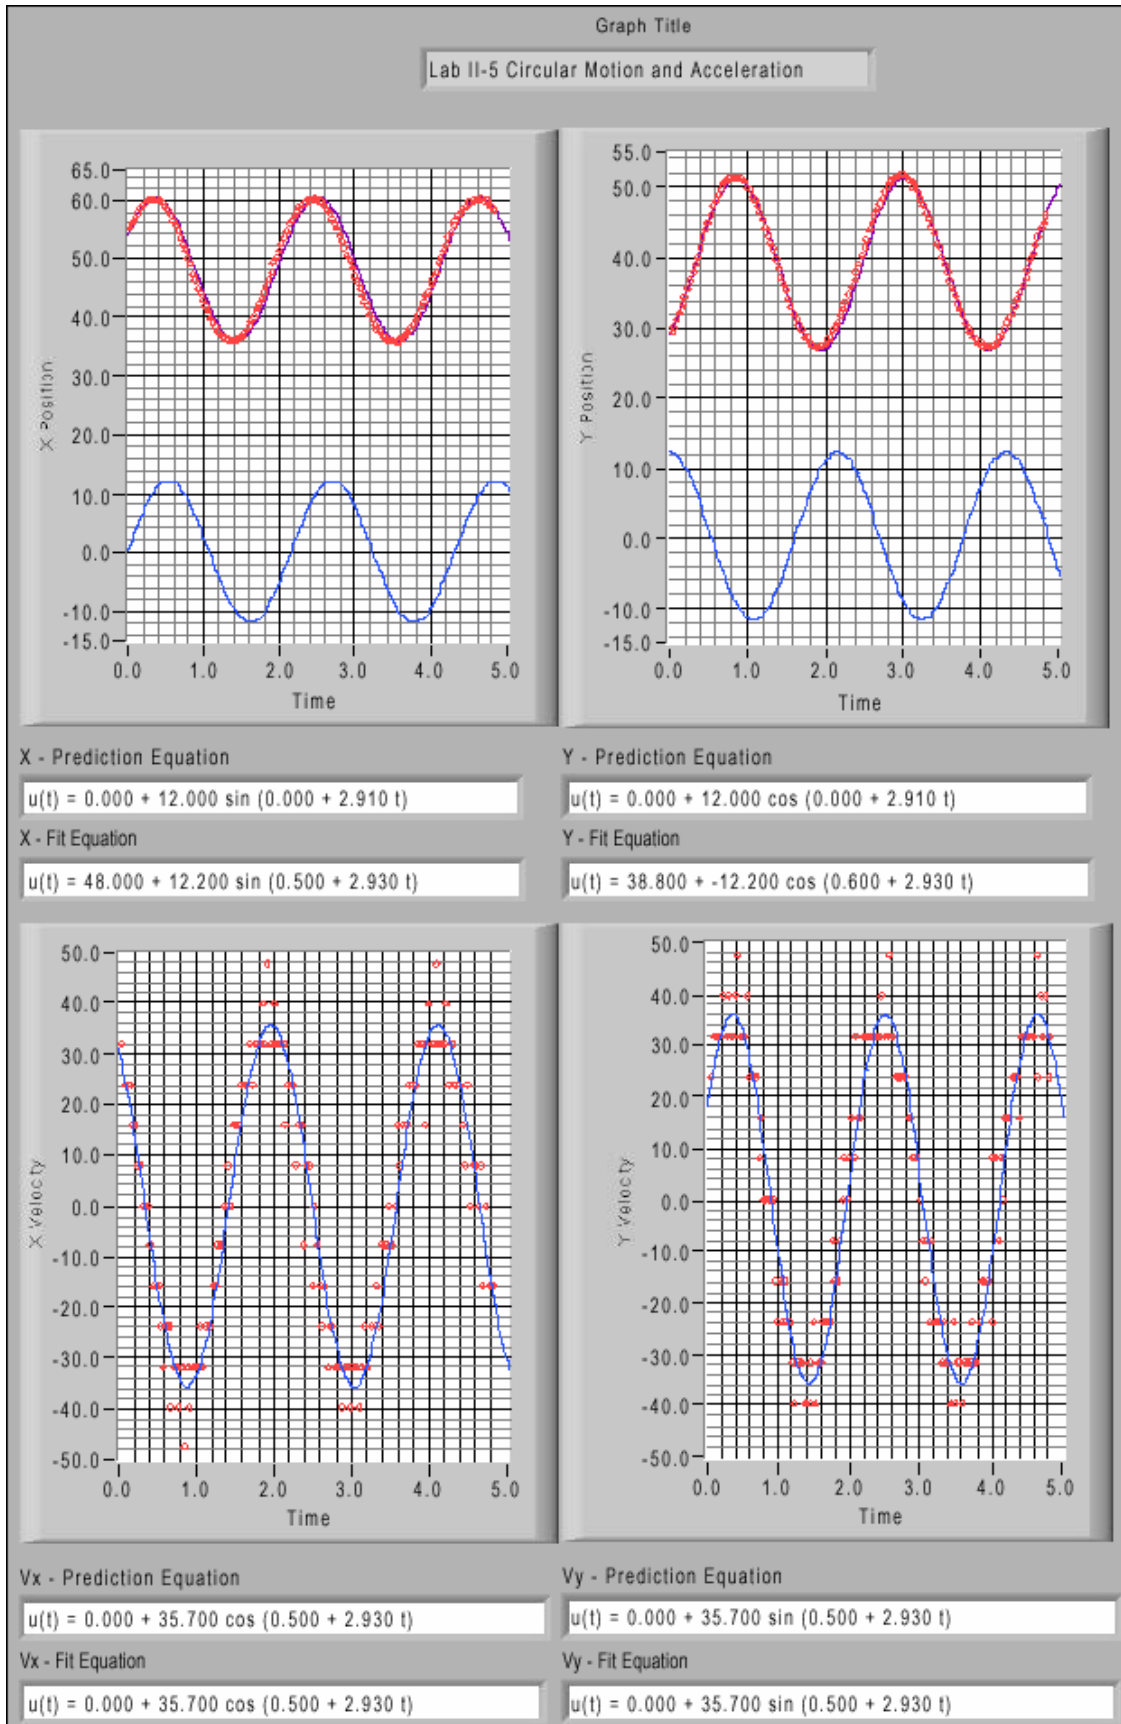 Graph Title
Lab II-5 Circular Motion and Acceleration
65.0
60.0
50.0
40.0
30.0
20.0
10.0
0.0
-10.0
-15.0
X Position
0.0 1.0 2.0 3.0 4.0 5.0
Time
55.0
50.0
40.0
30.0
20.0
10.0
0.0
-10.0
-15.0
Y Position
0.0 1.0 2.0 3.0 4.0 5.0
Time
X - Prediction Equation
u(t) = 0.000 + 12.000 sin (0.000 + 2.910 t)
X - Fit Equation
u(t) = 48.000 + 12.200 sin (0.500 + 2.930 t)
Y - Prediction Equation
u(t) = 0.000 + 12.000 cos (0.000 + 2.910 t)
Y - Fit Equation
u(t) = 38.800 + -12.200 cos (0.600 + 2.930 t)
50.0
40.0
30.0
20.0
10.0
0.0
-10.0
-20.0
-30.0
-40.0
-50.0
X Velocty
0.0 1.0 2.0 3.0 4.0 5.0
Time
50.0
40.0
30.0
20.0
10.0
0.0
-10.0
-20.0
-30.0
-40.0
-50.0
Y Velocty
0.0 1.0 2.0 3.0 4.0 5.0
Time
Vx - Prediction Equation
u(t) = 0.000 + 35.700 cos (0.500 + 2.930 t)
Vx - Fit Equation
u(t) = 0.000 + 35.700 cos (0.500 + 2.930 t)
Vy - Prediction Equation
u(t) = 0.000 + 35.700 sin (0.500 + 2.930 t)
Vy - Fit Equation
u(t) = 0.000 + 35.700 sin (0.500 + 2.930 t)